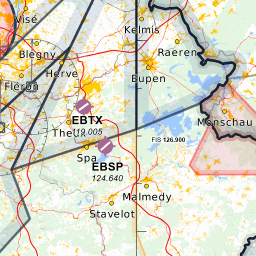 Visé
Kelmis
Blegny
Raeren
Herve
Eupen
Fléron
EBTX
119.005
Theux
Monschau
FIS 126.900
Spa
EBSP
124.640
Malmedy
Stavelot